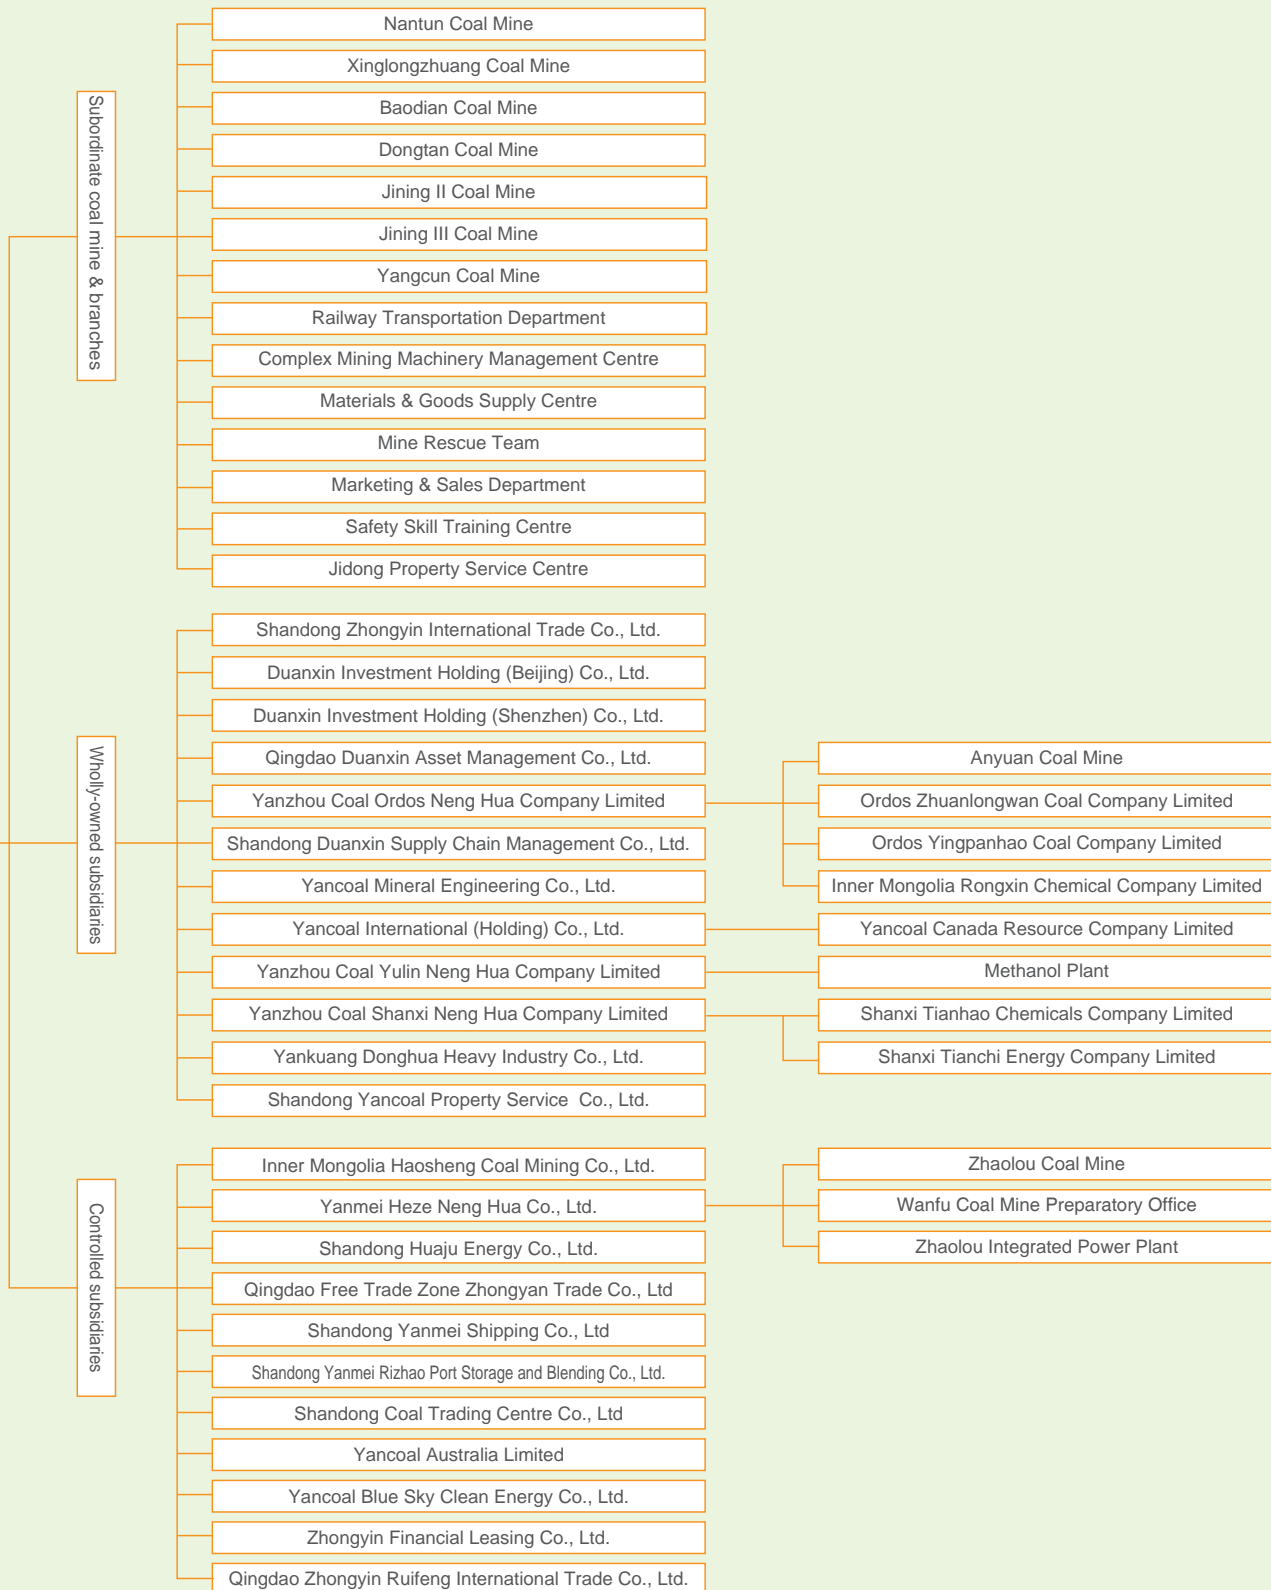 Subordinate coal mine & branches
Nantun Coal Mine
Xinglongzhuang Coal Mine
Baodian Coal Mine
Dongtan Coal Mine
Jining II Coal Mine
Jining III Coal Mine
Yangcun Coal Mine
Railway Transportation Department
Complex Mining Machinery Management Centre
Materials & Goods Supply Centre
Mine Rescue Team
Marketing & Sales Department
Safety Skill Training Centre
Jidong Property Service Centre
Wholly-owned subsidiaries
Shandong Zhongyin International Trade Co., Ltd.
Duanxin Investment Holding (Beijing) Co., Ltd.
Duanxin Investment Holding (Shenzhen) Co., Ltd.
Qingdao Duanxin Asset Management Co., Ltd.
Yanzhou Coal Ordos Neng Hua Company Limited
Anyuan Coal Mine
Ordos Zhuanlongwan Coal Company Limited
Ordos Yingpanhao Coal Company Limited
Inner Mongolia Rongxin Chemical Company Limited
Shandong Duanxin Supply Chain Management Co., Ltd.
Yancoal Mineral Engineering Co., Ltd.
Yancoal International (Holding) Co., Ltd.
Yancoal Canada Resource Company Limited
Yanzhou Coal Yulin Neng Hua Company Limited
Methanol Plant
Yanzhou Coal Shanxi Neng Hua Company Limited
Shanxi Tianhao Chemicals Company Limited
Shanxi Tianchi Energy Company Limited
Yankuang Donghua Heavy Industry Co., Ltd.
Shandong Yancoal Property Service Co., Ltd.
Controlled subsidiaries
Inner Mongolia Haosheng Coal Mining Co., Ltd.
Yanmei Heze Neng Hua Co., Ltd.
Zhaolou Coal Mine
Wanfu Coal Mine Preparatory Office
Zhaolou Integrated Power Plant
Shandong Huaju Energy Co., Ltd.
Qingdao Free Trade Zone Zhongyan Trade Co., Ltd
Shandong Yanmei Shipping Co., Ltd
Shandong Yanmei Rizhao Port Storage and Blending Co., Ltd.
Shandong Coal Trading Centre Co., Ltd
Yancoal Australia Limited
Yancoal Blue Sky Clean Energy Co., Ltd.
Zhongyin Financial Leasing Co., Ltd.
Qingdao Zhongyin Ruifeng International Trade Co., Ltd.